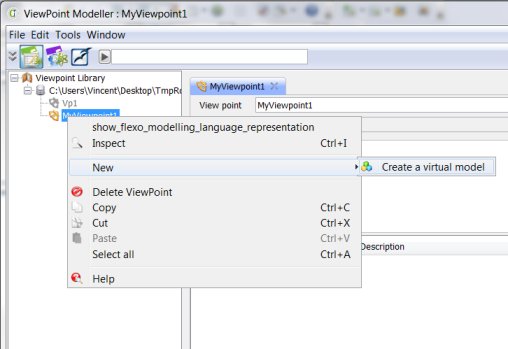 ViewPoint Modeller : MyViewpoint1
File Edit Tools Window
Viewpoint Library
C:\Users\Vincent\Desktop\TmpRe
Vp1
MyViewpoint1
MyViewpoint1
View point MyViewpoint1
show_flexo_modelling_language_representation
Inspect Ctrl+I
New
Create a virtual model
Delete ViewPoint
Copy Ctrl+C
Cut Ctrl+X
Paste Ctrl+V
Select all Ctrl+A
Help
Description